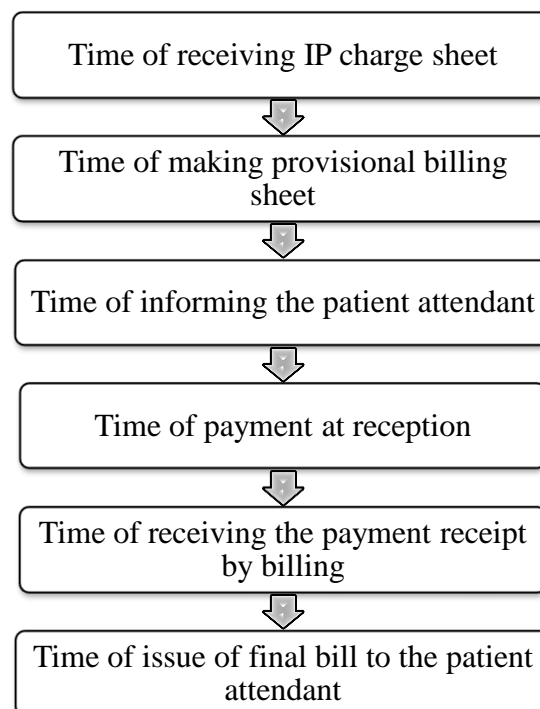 Time of receiving IP charge sheet
Time of making provisional billing
sheet
Time of informing the patient attendant
Time of payment at reception
Time of receiving the payment receipt
by billing
Time of issue of final bill to the patient
attendant